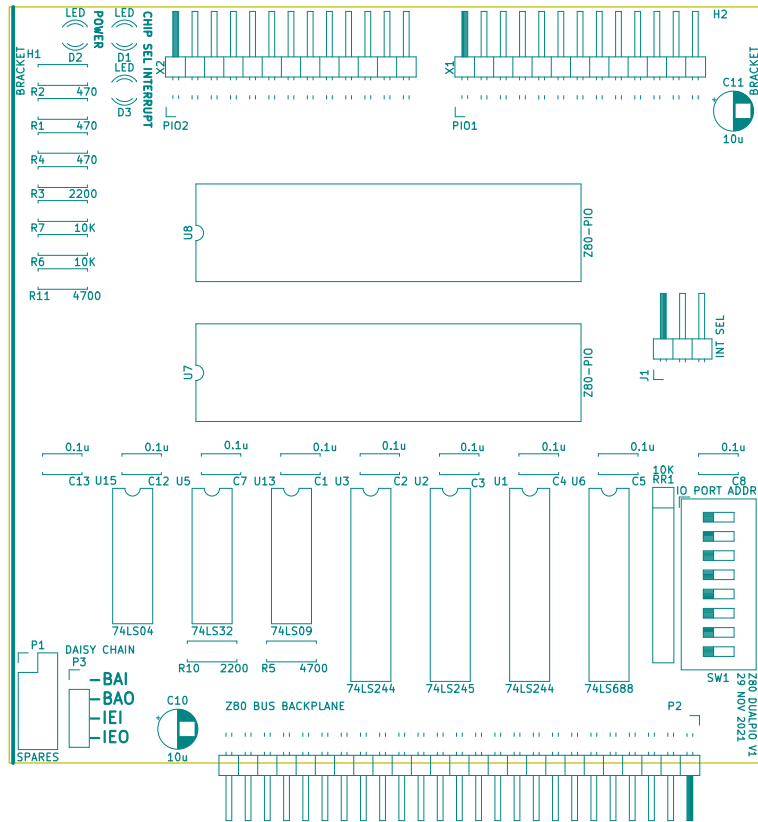 LED
LED
H2
POWER
CHIP SEL INTERRUPT
H1
D2
D1
BRACKET
X2
X1
BRACKET
LED
C11
R2 470
D3
PIO2
PIO1
R1 470
10u
R4 470
R3 2200
R7 10K
U8
Z80-PIO
R6 10K
R11 4700
INT SEL
U7
Z80-PIO
J1
0.1u
0.1u
0.1u
0.1u
0.1u
0.1u
0.1u
0.1u
0.1u
10K
C13
U15
C12
U5
C7
U13
C1
U3
C2
U2
C3
U1
C4
U6
C5
RR1
C8
IO PORT ADDR
74LS04
74LS32
74LS09
P1
DAISY CHAIN
P3
R10 2200
R5 4700
BAI
74LS244
74LS245
74LS244
74LS688
SW1
BAO
C10
Z80 BUS BACKPLANE
P2
IEI
IEO
SPARES
10u
Z80 DUALPIO V1
29 NOV 2021